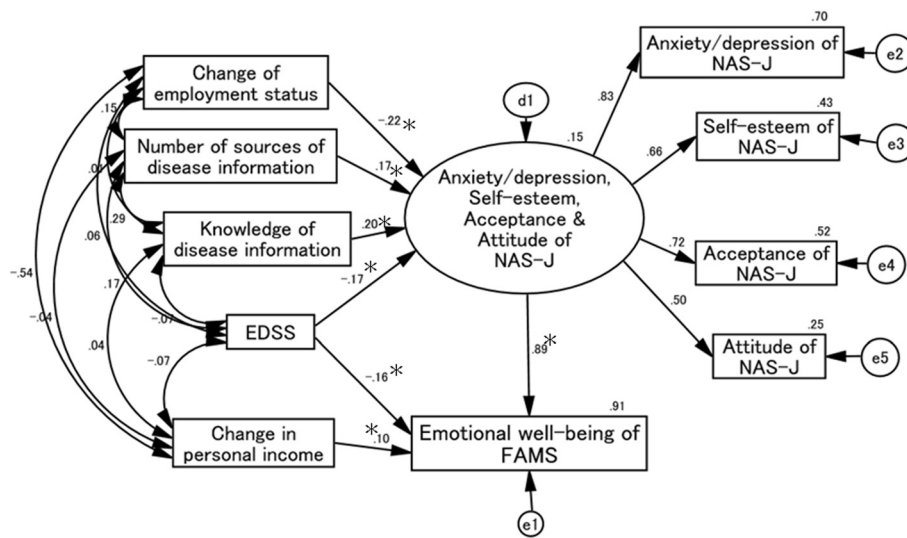 Change of
employment status
Number of sources of
disease information
Knowledge of
disease information
EDSS
Change in
personal income
.15
.01
.29
.06
-.54
.17
-.04
-.07
.04
-.07
-.22*
.17*
.20*
-.17*
-.16*
*.10
d1
.15
Anxiety/depression,
Self-esteem,
Acceptance &
Attitude of
NAS-J
.89*
.91
Emotional well-being of
FAMS
e1
.83
.66
.72
.50
.70
Anxiety/depression of
NAS-J
e2
.43
Self-esteem of
NAS-J
e3
.52
Acceptance of
NAS-J
e4
.25
Attitude of
NAS-J
e5